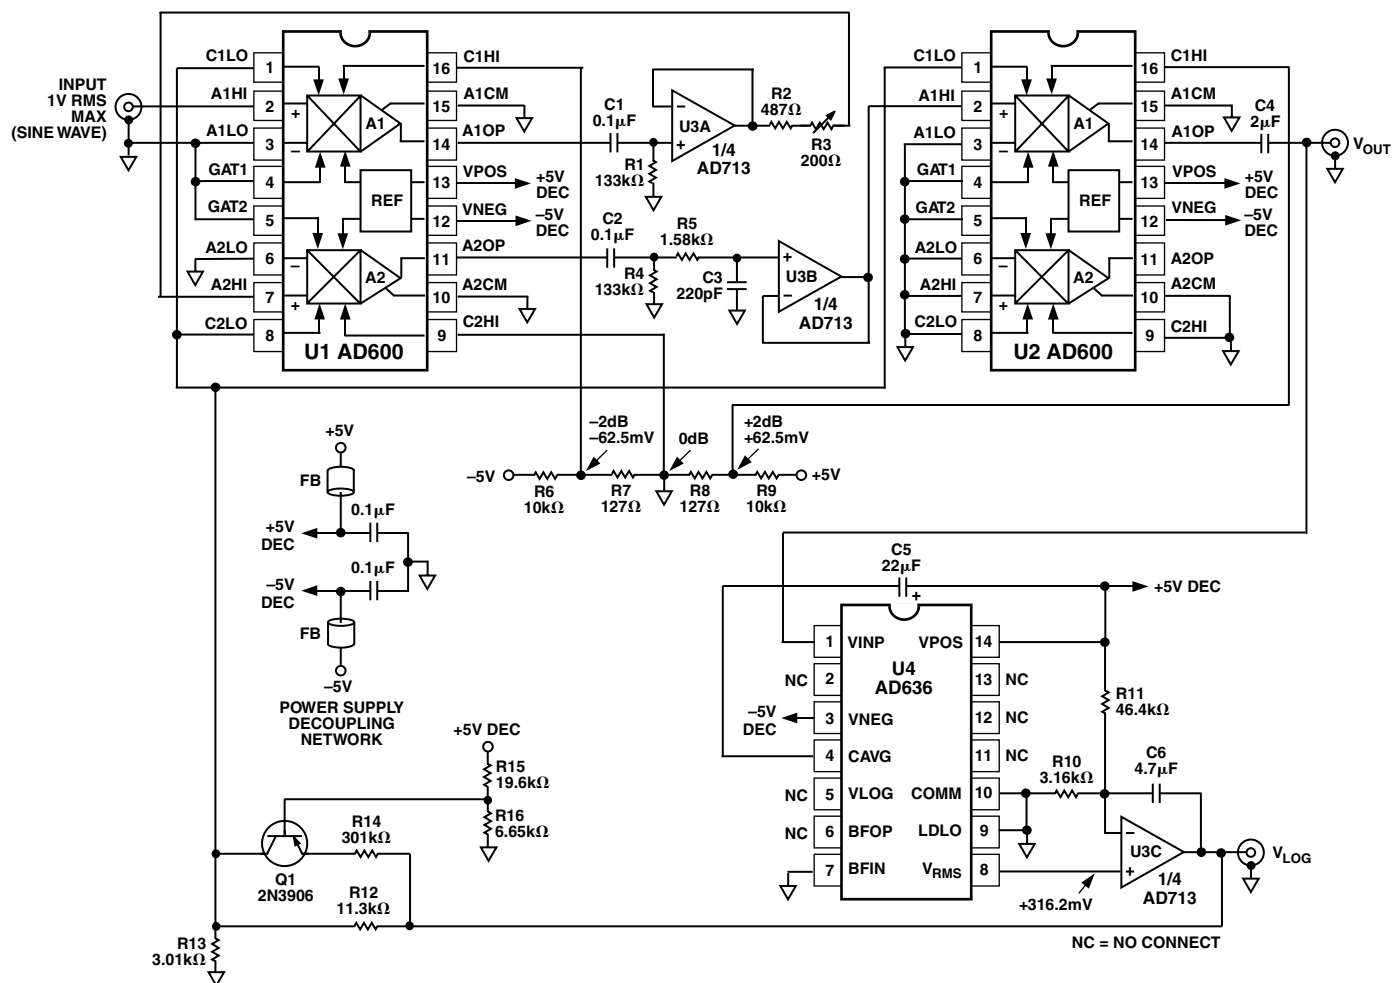 INPUT
1V RMS
MAX
(SINE WAVE)
C1LO
A1HI
A1LO
GAT1
GAT2
A2LO
A2HI
C2LO
1
2
3
4
5
6
7
8
+
–
–
+
A1
REF
A2
U1 AD600
16
15
14
13
12
11
10
9
C1HI
A1CM
A1OP
VPOS
VNEG
A2OP
A2CM
C2HI
+5V
DEC
–5V
DEC
C1
0.1µF
R1
133kΩ
–
+
U3A
1/4
AD713
R2
487Ω
R3
200Ω
C2
0.1µF
R5
1.58kΩ
R4
133kΩ
C3
220pF
+
–
U3B
1/4
AD713
C1LO
A1HI
A1LO
GAT1
GAT2
A2LO
A2HI
C2LO
1
2
3
4
5
6
7
8
+
–
–
+
A1
REF
A2
U2 AD600
16
15
14
13
12
11
10
9
C1HI
A1CM
A1OP
VPOS
VNEG
A2OP
A2CM
C2HI
+5V
DEC
–5V
DEC
C4
2µF
VOUT
–2dB
–62.5mV
0dB
+2dB
+62.5mV
–5V
R6
10kΩ
R7
127Ω
R8
127Ω
R9
10kΩ
+5V
+5V
FB
0.1µF
+5V
DEC
0.1µF
–5V
DEC
FB
–5V
POWER SUPPLY
DECOUPLING
NETWORK
+5V DEC
R15
19.6kΩ
R16
6.65kΩ
R14
301kΩ
Q1
2N3906
R12
11.3kΩ
R13
3.01kΩ
C5
22µF
+
+5V DEC
1
2
3
4
5
6
7
VINP
VNEG
CAVG
VLOG
BFOP
BFIN
NC
–5V
DEC
NC
NC
U4
AD636
VPOS
COMM
LDLO
VRMS
14
13
12
11
10
9
8
NC
NC
NC
R11
46.4kΩ
R10
3.16kΩ
C6
4.7µF
–
+
U3C
1/4
AD713
+316.2mV
VLOG
NC = NO CONNECT